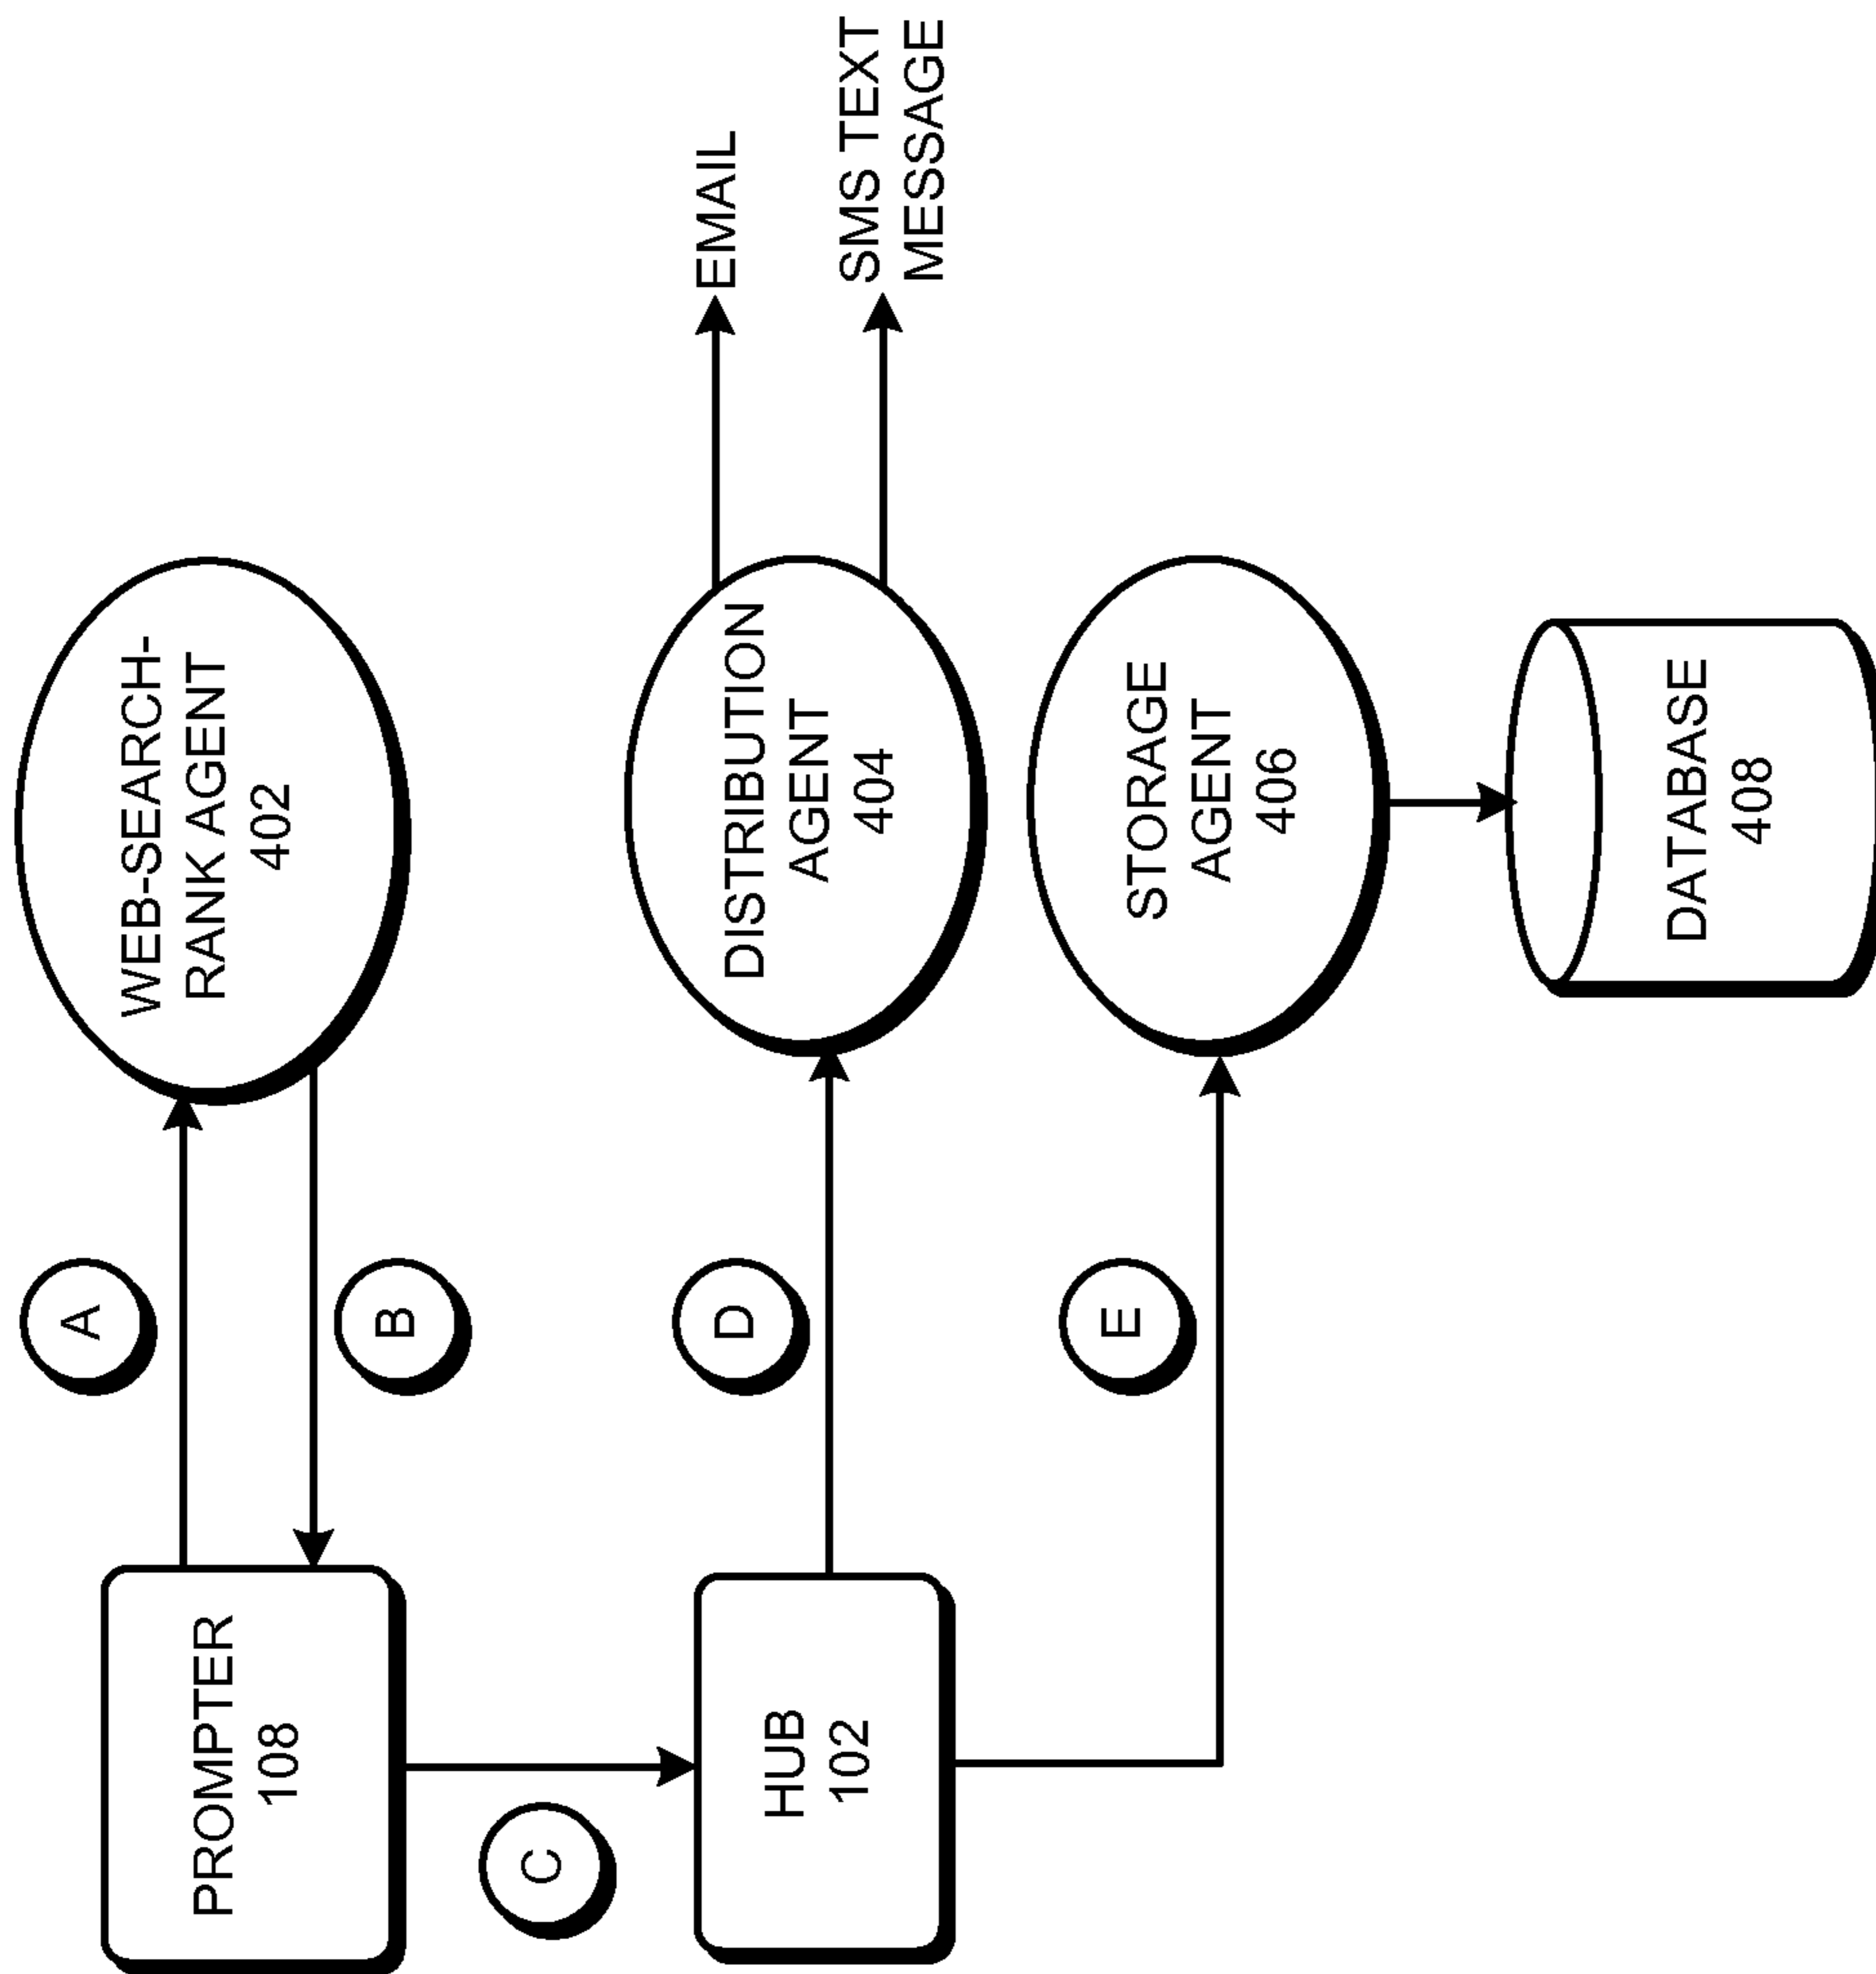 PROMPTER
108
A
B
WEB-SEARCH-
RANK AGENT
402
C
HUB
102
D
DISTRIBUTION
AGENT
404
EMAIL
SMS TEXT
MESSAGE
E
STORAGE
AGENT
406
DATABASE
408